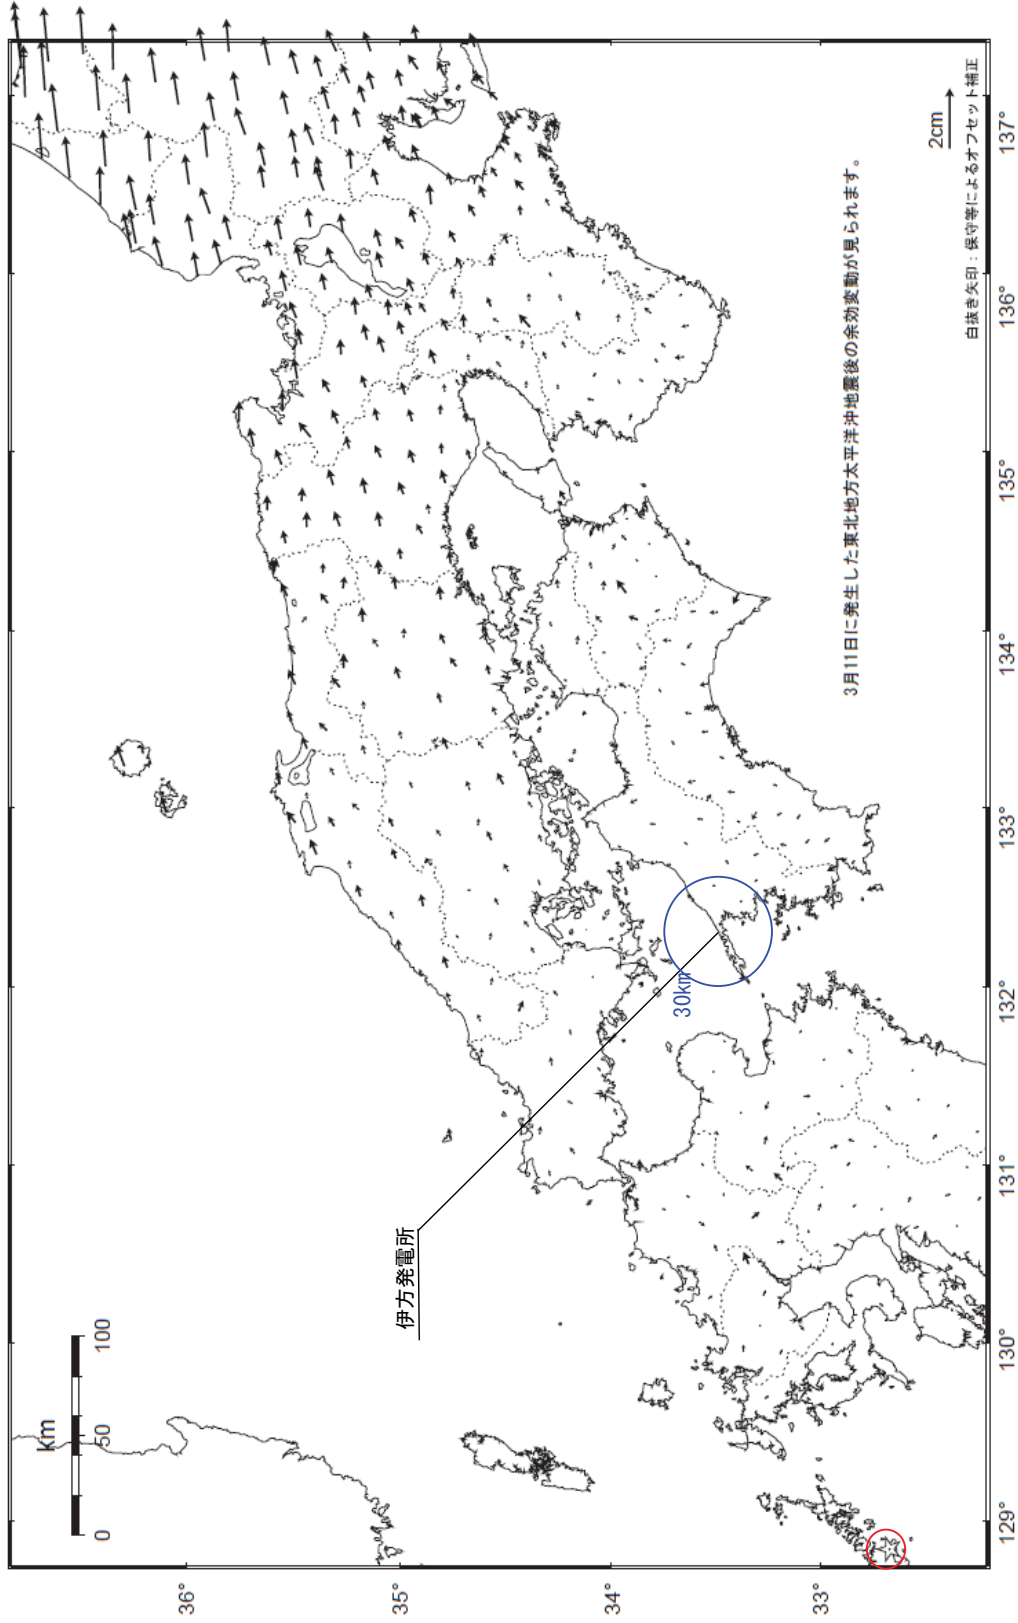 km
0 50 100
伊方発電所
30km
3月11日に発生した東北地方太平洋沖地震後の余効変動が見られます。
2cm
白抜き矢印：保守等によるオフセット補正
36°
35°
34°
33°
129° 130° 131° 132° 133° 134° 135° 136° 137°